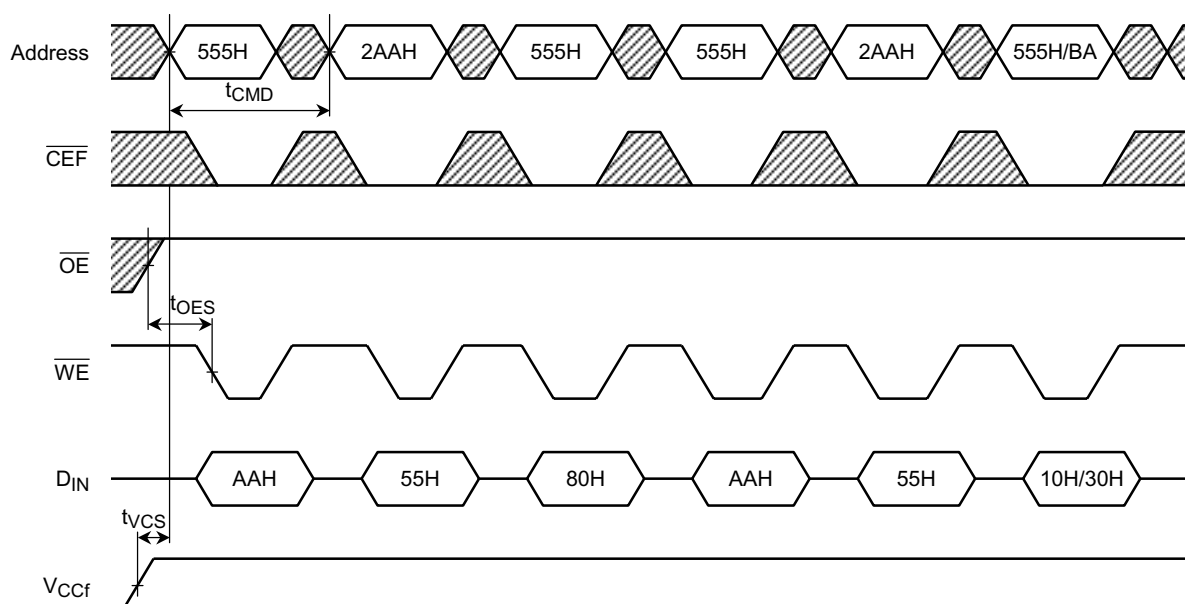 Address 555H 2AAH 555H 555H 2AAH 555H/BA
tCMD
CEF
OE
tOES
WE
DIN AAH 55H 80H AAH 55H 10H/30H
tVCS
VCCf